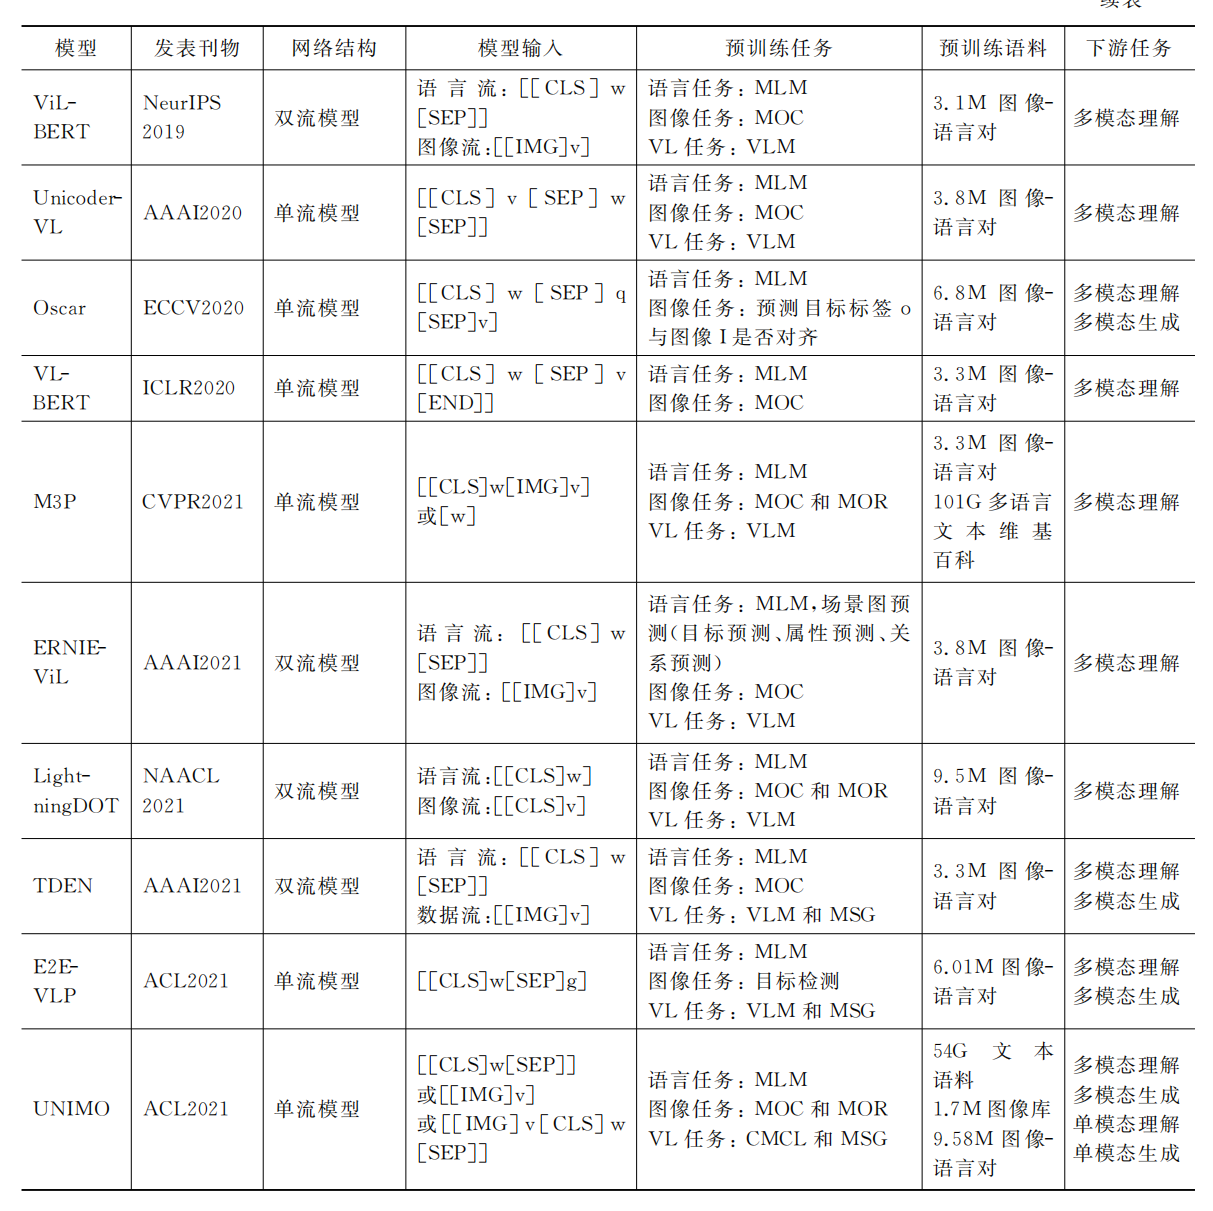 续表
模型 发表刊物 网络结构 模型输入 预训练任务 预训练语料 下游任务
ViL-
BERT
NeurIPS
2019
双流模型
语言流：[[CLS] w
[SEP]]
图像流:[[IMG]v]
语言任务：MLM
图像任务：MOC
VL任务：VLM
3.1M 图像-
语言对
多模态理解
Unicoder-
VL
AAAI2020
单流模型
[[CLS] v [SEP] w
[SEP]]
语言任务：MLM
图像任务：MOC
VL任务：VLM
3.8M 图像-
语言对
多模态理解
Oscar
ECCV2020
单流模型
[[CLS] w [SEP] q
[SEP]v]
语言任务：MLM
图像任务：预测目标标签 o
与图像 I 是否对齐
6.8M 图像-
语言对
多模态理解
多模态生成
VL-
BERT
ICLR2020
单流模型
[[CLS] w [SEP] v
[END]]
语言任务：MLM
图像任务：MOC
3.3M 图像-
语言对
多模态理解
M3P
CVPR2021
单流模型
[[CLS]w[IMG]v]
或[w]
语言任务：MLM
图像任务：MOC 和 MOR
VL任务：VLM
3.3M 图像-
语言对
101G 多语言
文本维基
百科
多模态理解
ERNIE-
ViL
AAAI2021
双流模型
语言流：[[CLS] w
[SEP]]
图像流：[[IMG]v]
语言任务：MLM,场景图预
测(目标预测、属性预测、关
系预测)
图像任务：MOC
VL任务：VLM
3.8M 图像-
语言对
多模态理解
Light-
ningDOT
NAACL
2021
双流模型
语言流:[[CLS]w]
图像流:[[CLS]v]
语言任务：MLM
图像任务：MOC 和 MOR
VL任务：VLM
9.5M 图像-
语言对
多模态理解
TDEN
AAAI2021
双流模型
语言流：[[CLS] w
[SEP]]
数据流:[[IMG]v]
语言任务：MLM
图像任务：MOC
VL任务：VLM 和 MSG
3.3M 图像-
语言对
多模态理解
多模态生成
E2E-
VLP
ACL2021
单流模型
[[CLS]w[SEP]g]
语言任务：MLM
图像任务：目标检测
VL任务：VLM 和 MSG
6.01M 图像-
语言对
多模态理解
多模态生成
UNIMO
ACL2021
单流模型
[[CLS]w[SEP]]
或[[IMG]v]
或[[IMG]v[CLS]w
[SEP]]
语言任务：MLM
图像任务：MOC 和 MOR
VL任务：CMCL 和 MSG
54G 文本
语料
1.7M 图像库
9.58M 图像-
语言对
多模态理解
多模态生成
单模态理解
单模态生成